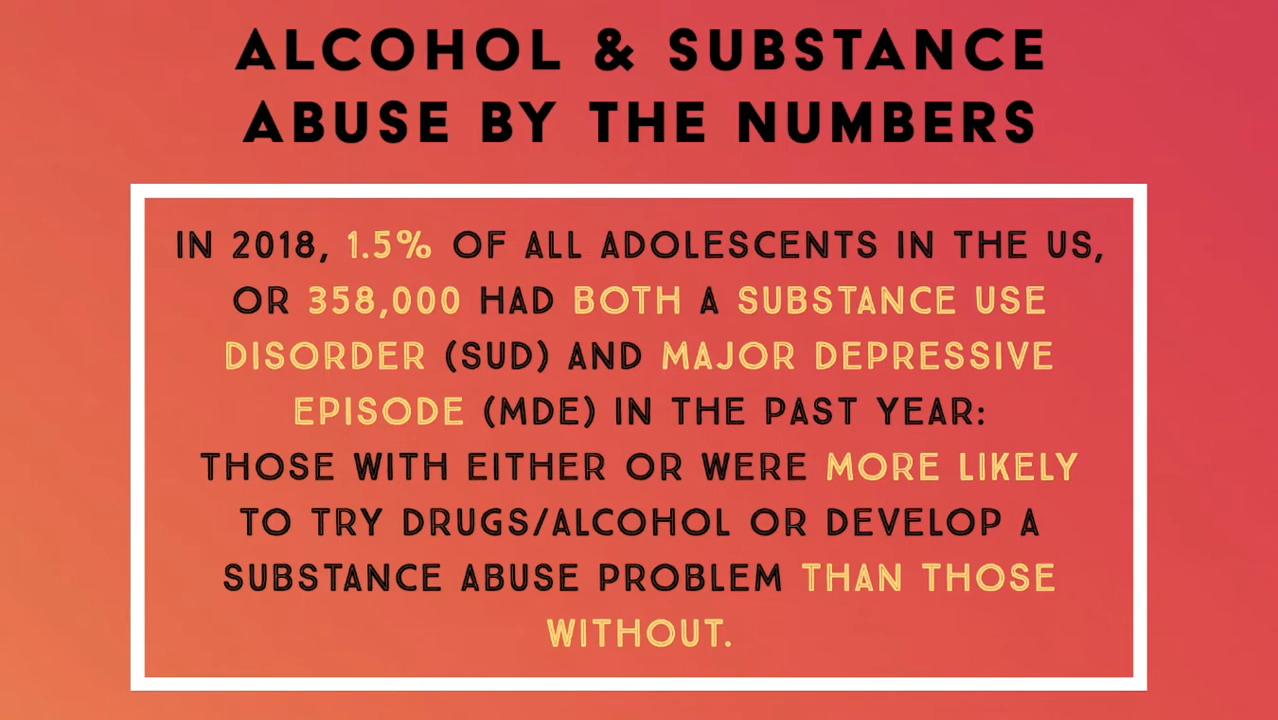 ALCOHOL & SUBSTANCE
ABUSE BY THE NUMBERS
IN 2018, 1.5% OF ALL ADOLESCENTS IN THE US,
OR 358,000 HAD BOTH A SUBSTANCE USE
DISORDER (SUD) AND MAJOR DEPRESSIVE
EPISODE (MDE) IN THE PAST YEAR:
THOSE WITH EITHER OR WERE MORE LIKELY
TO TRY DRUGS/ALCOHOL OR DEVELOP A
SUBSTANCE ABUSE PROBLEM THAN THOSE
WITHOUT.